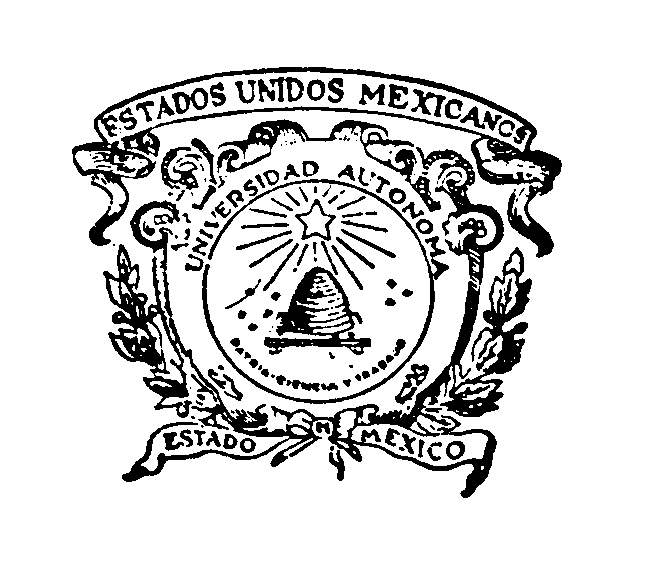 ESTADOS UNIDOS MEXICANOS
UNIVERSIDAD AUTONOMA
PATRIA·CIENCIA Y TRABAJO
ESTADO M MEXICO